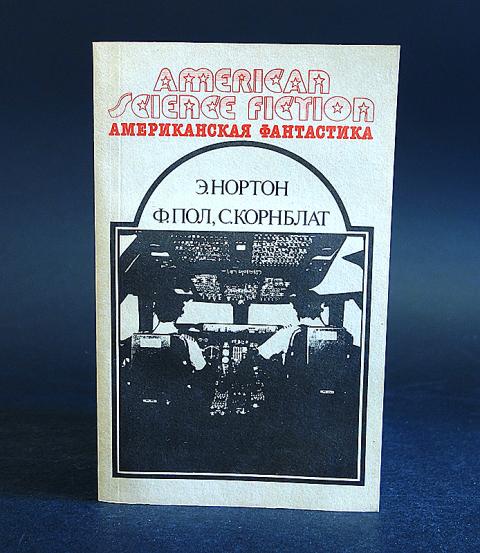 AMERICAN
SCIENCE FICTION
АМЕРИКАНСКАЯ ФАНТАСТИКА
Э.НОРТОН
Ф.ПОЛ, С.КОРНБЛАТ